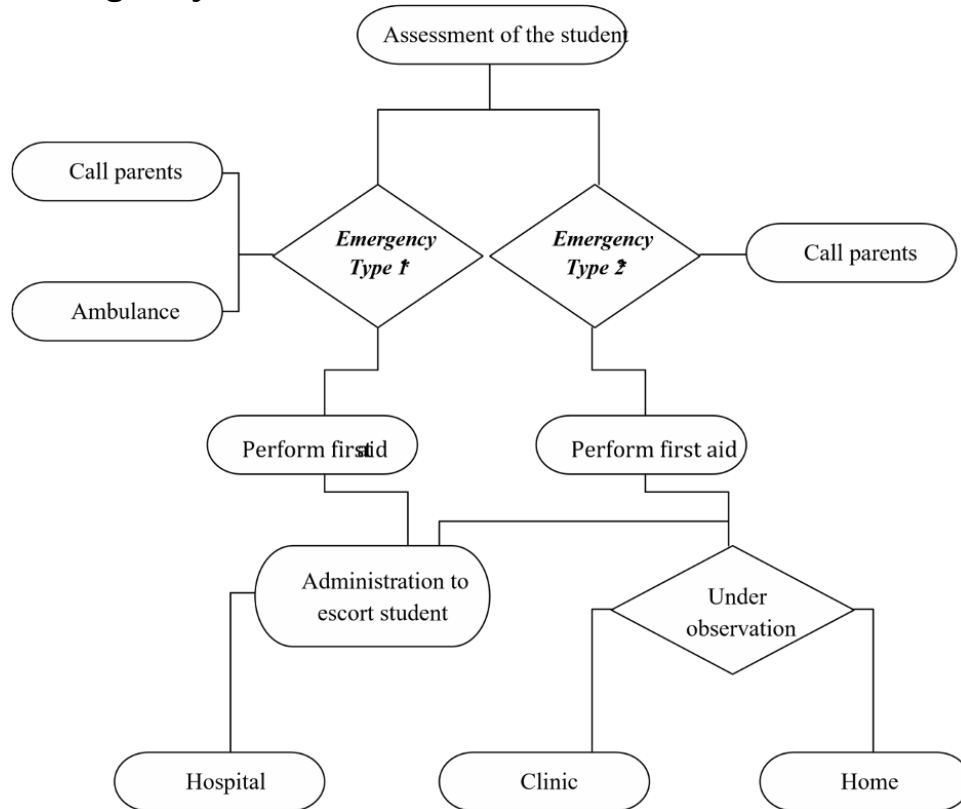 Assessment of the student
Call parents
Emergency
Type 1*
Emergency
Type 2*
Call parents
Ambulance
Perform first aid
Perform first aid
Administration to
escort student
Under
observation
Hospital
Clinic
Home